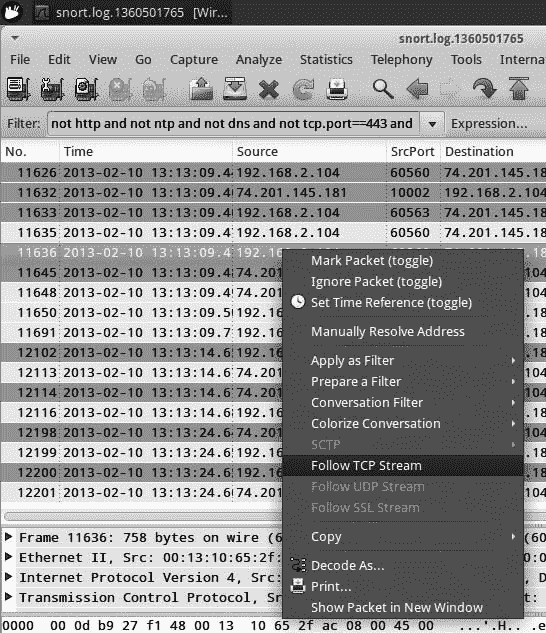 snort.log.1360501765 [Wir...
snort.log.1360501765
File Edit View Go Capture Analyze Statistics Telephony Tools Interna
Filter: not http and not ntp and not dns and not tcp.port==443 and Expression...
No. Time Source SrcPort Destination
11626 2013-02-10 13:13:09.4 192.168.2.104 60560 74.201.145.18
11632 2013-02-10 13:13:09.4 74.201.145.181 10002 192.168.2.104
11633 2013-02-10 13:13:09.4 192.168.2.104 60563 74.201.145.18
11635 2013-02-10 13:13:09.4 192.168.2.104 60560 74.201.145.18
11636 2013-02-10 13:13:09.4 192.16
11645 2013-02-10 13:13:09.4 74.201
11648 2013-02-10 13:13:09.4 74.201
11650 2013-02-10 13:13:09.5 192.16
11691 2013-02-10 13:13:09.7 192.16
12102 2013-02-10 13:13:14.6 192.16
12113 2013-02-10 13:13:14.6 74.201
12114 2013-02-10 13:13:14.6 74.201
12116 2013-02-10 13:13:14.6 192.16
12198 2013-02-10 13:13:24.6 74.201
12199 2013-02-10 13:13:24.6 192.16
12200 2013-02-10 13:13:24.6 192.16
12201 2013-02-10 13:13:24.6 74.201
Mark Packet (toggle)
Ignore Packet (toggle)
Set Time Reference (toggle)
Manually Resolve Address
Apply as Filter
Prepare a Filter
Conversation Filter
Colorize Conversation
SCTP
Follow TCP Stream
Follow UDP Stream
Follow SSL Stream
Copy
Decode As...
Print...
Show Packet in New Window
Frame 11636: 758 bytes on wire (6
Ethernet II, Src: 00:13:10:65:2f:
Internet Protocol Version 4, Src:
Transmission Control Protocol, Sr
0000 00 0d b9 27 f1 48 00 13 10 65 2f ac 08 00 45 00 ...'.H.. .e